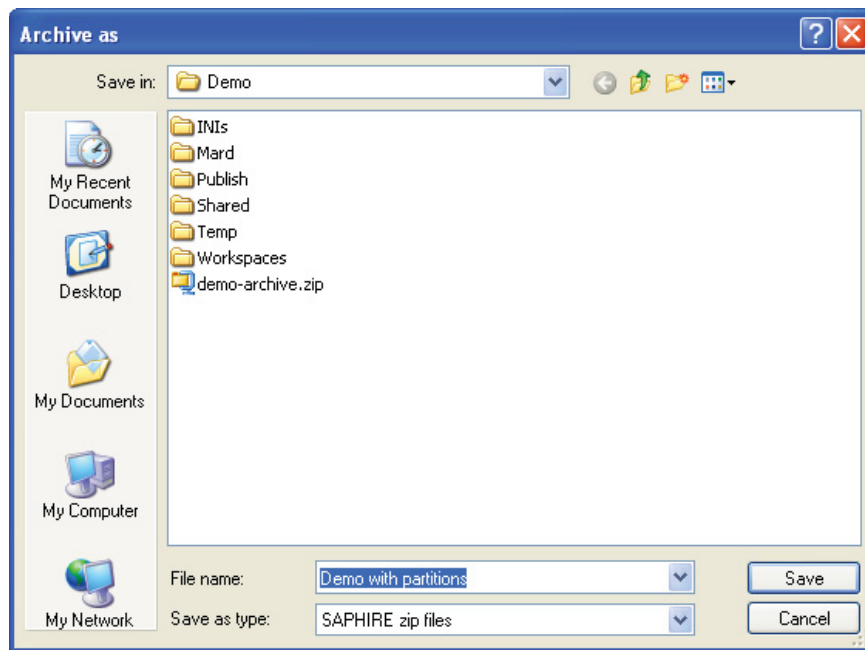 Archive as
Save in:
Demo
My Recent
Documents
Desktop
My Documents
My Computer
My Network
INIs
Mard
Publish
Shared
Temp
Workspaces
demo-archive.zip
File name:
Demo with partitions
Save
Save as type:
SAPHIRE zip files
Cancel